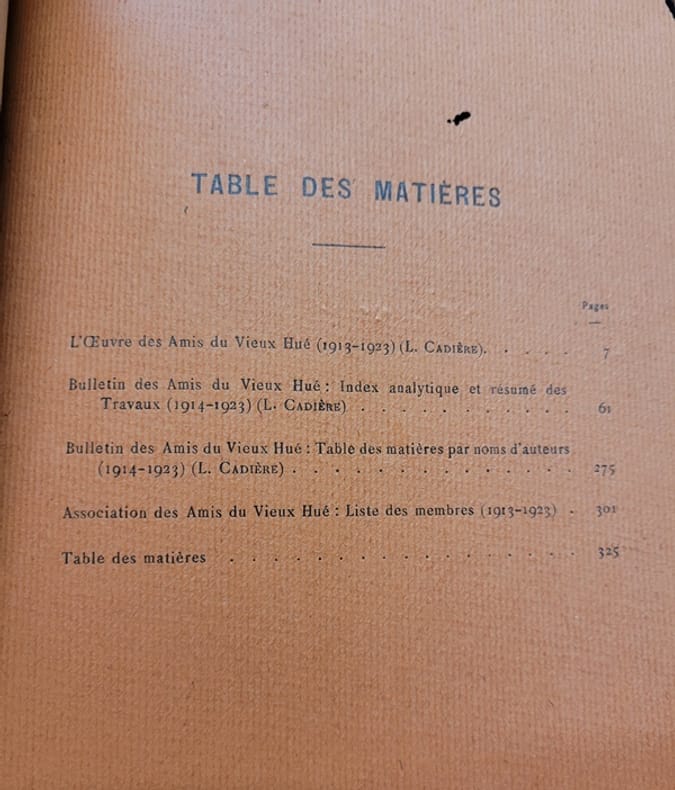 TABLE DES MATIÈRES
Pages
L'Œuvre des Amis du Vieux Hué (1913-1923) (L. CADIÈRE). . . . . 7
Bulletin des Amis du Vieux Hué : Index analytique et résumé des
Travaux (1914-1923) (L. CADIÈRE) . . . . . . . . . . . 61
Bulletin des Amis du Vieux Hué : Table des matières par noms d'auteurs
(1914-1923) (L. CADIÈRE) . . . . . . . . . . . . . 275
Association des Amis du Vieux Hué : Liste des membres (1913-1923) . 301
Table des matières . . . . . . . . . . . . . . . . 325